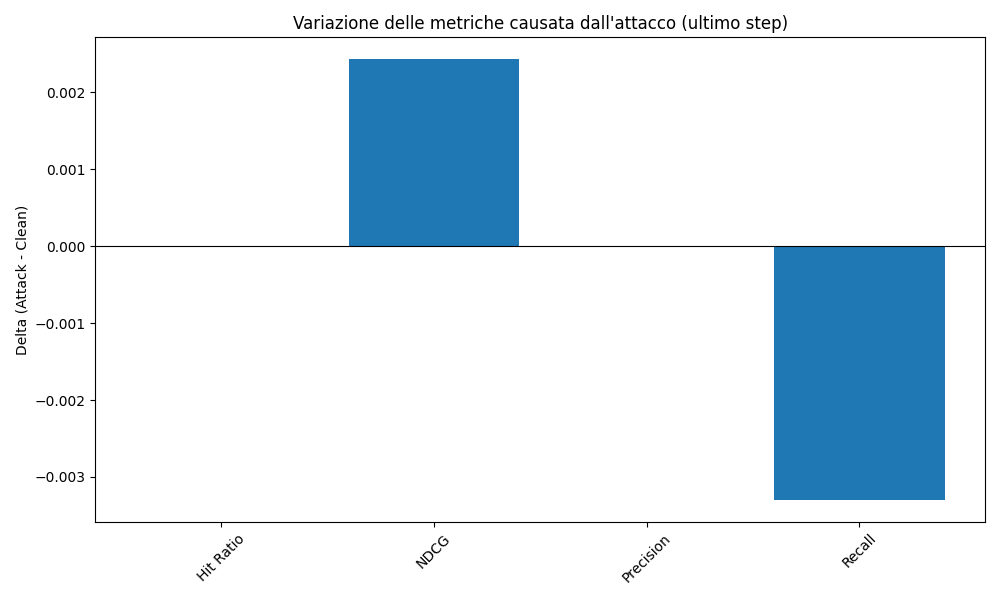 Variazione delle metriche causata dall'attacco (ultimo step)
Delta (Attack - Clean)
0.002
0.001
0.000
−0.001
−0.002
−0.003
Hit Ratio
NDCG
Precision
Recall